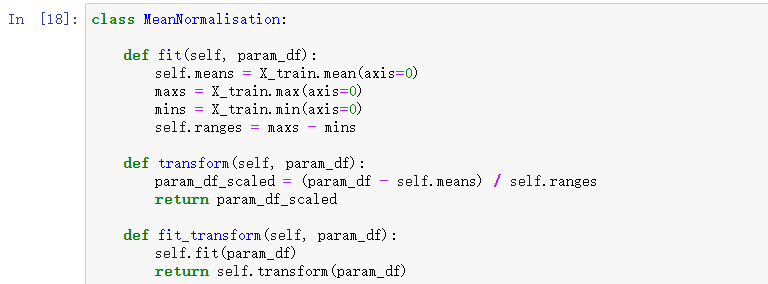 In [18]: class MeanNormalisation:
def fit(self, param_df):
self.means = X_train.mean(axis=0)
maxs = X_train.max(axis=0)
mins = X_train.min(axis=0)
self.ranges = maxs - mins
def transform(self, param_df):
param_df_scaled = (param_df - self.means) / self.ranges
return param_df_scaled
def fit_transform(self, param_df):
self.fit(param_df)
return self.transform(param_df)